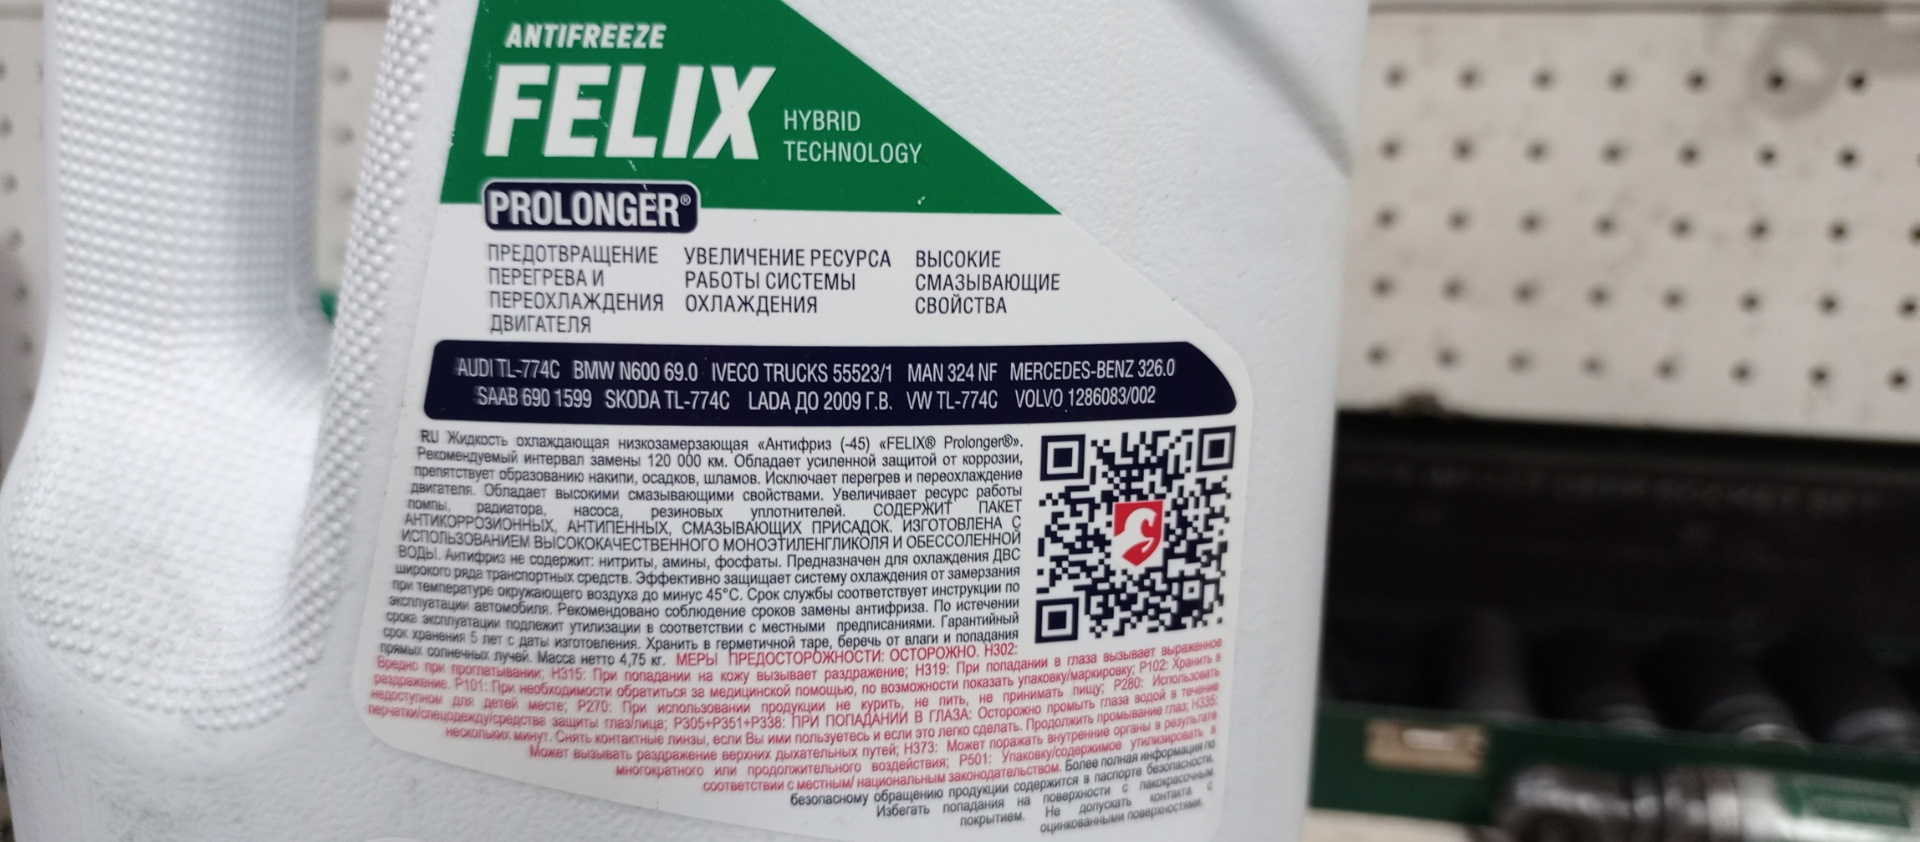 ANTIFREEZE
FELIX
HYBRID
TECHNOLOGY
PROLONGER®
ПРЕДОТВРАЩЕНИЕ
ПЕРЕГРЕВА И
ПЕРЕОХЛАЖДЕНИЯ
ДВИГАТЕЛЯ
УВЕЛИЧЕНИЕ РЕСУРСА
РАБОТЫ СИСТЕМЫ
ОХЛАЖДЕНИЯ
ВЫСОКИЕ
СМАЗЫВАЮЩИЕ
СВОЙСТВА
AUDI TL-774C BMW N600 69.0 IVECO TRUCKS 55523/1 MAN 324 NF MERCEDES-BENZ 326.0
SAAB 690 1599 SKODA TL-774C LADA ДО 2009 Г.В. VW TL-774C VOLVO 1286083/002
RU Жидкость охлаждающая низкозамерзающая «Антифриз (-45) «FELIX® Prolonger®».
Рекомендуемый интервал замены 120 000 км. Обладает усиленной защитой от коррозии,
препятствует образованию накипи, осадков, шламов. Исключает перегрев и переохлаждение
двигателя. Обладает высокими смазывающими свойствами. Увеличивает ресурс работы
помпы, радиатора, насоса, резиновых уплотнителей. СОДЕРЖИТ ПАКЕТ
АНТИКОРРОЗИОННЫХ, АНТИПЕННЫХ, СМАЗЫВАЮЩИХ ПРИСАДОК. ИЗГОТОВЛЕНА С
ИСПОЛЬЗОВАНИЕМ ВЫСОКОКАЧЕСТВЕННОГО МОНОЭТИЛЕНГЛИКОЛЯ И ОБЕССОЛЕННОЙ
ВОДЫ. Антифриз не содержит: нитриты, амины, фосфаты. Предназначен для охлаждения ДВС
широкого ряда транспортных средств. Эффективно защищает систему охлаждения от замерзания
при температуре окружающего воздуха до минус 45°С. Срок службы соответствует инструкции по
эксплуатации автомобиля. Рекомендовано соблюдение сроков замены антифриза. По истечении
срока эксплуатации подлежит утилизации в соответствии с местными предписаниями. Гарантийный
срок хранения 5 лет с даты изготовления. Хранить в герметичной таре, беречь от влаги и попадания
прямых солнечных лучей. Масса нетто 4,75 кг. МЕРЫ ПРЕДОСТОРОЖНОСТИ: ОСТОРОЖНО. H302:
Вредно при проглатывании; H315: При попадании на кожу вызывает раздражение; H319: При попадании в глаза вызывает выраженное
раздражение. P101: При необходимости обратиться за медицинской помощью, по возможности показать упаковку/маркировку; P102: Хранить в
недоступном для детей месте; P270: При использовании продукции не курить, не пить, не принимать пищу; P280: Использовать
перчатки/спецодежду/средства защиты глаз/лица; P305+P351+P338: ПРИ ПОПАДАНИИ В ГЛАЗА: Осторожно промыть глаза водой в течение
нескольких минут. Снять контактные линзы, если Вы ими пользуетесь и если это легко сделать. Продолжить промывание глаз; H335:
Может вызывать раздражение верхних дыхательных путей; H373: Может поражать внутренние органы в результате
многократного или продолжительного воздействия; P501: Упаковку/содержимое утилизировать в
соответствии с местным/ национальным законодательством. Более полная информация по
безопасному обращению продукции содержится в паспорте безопасности.
Избегать попадания на поверхности с лакокрасочным
покрытием. Не допускать контакта с
оцинкованными поверхностями.